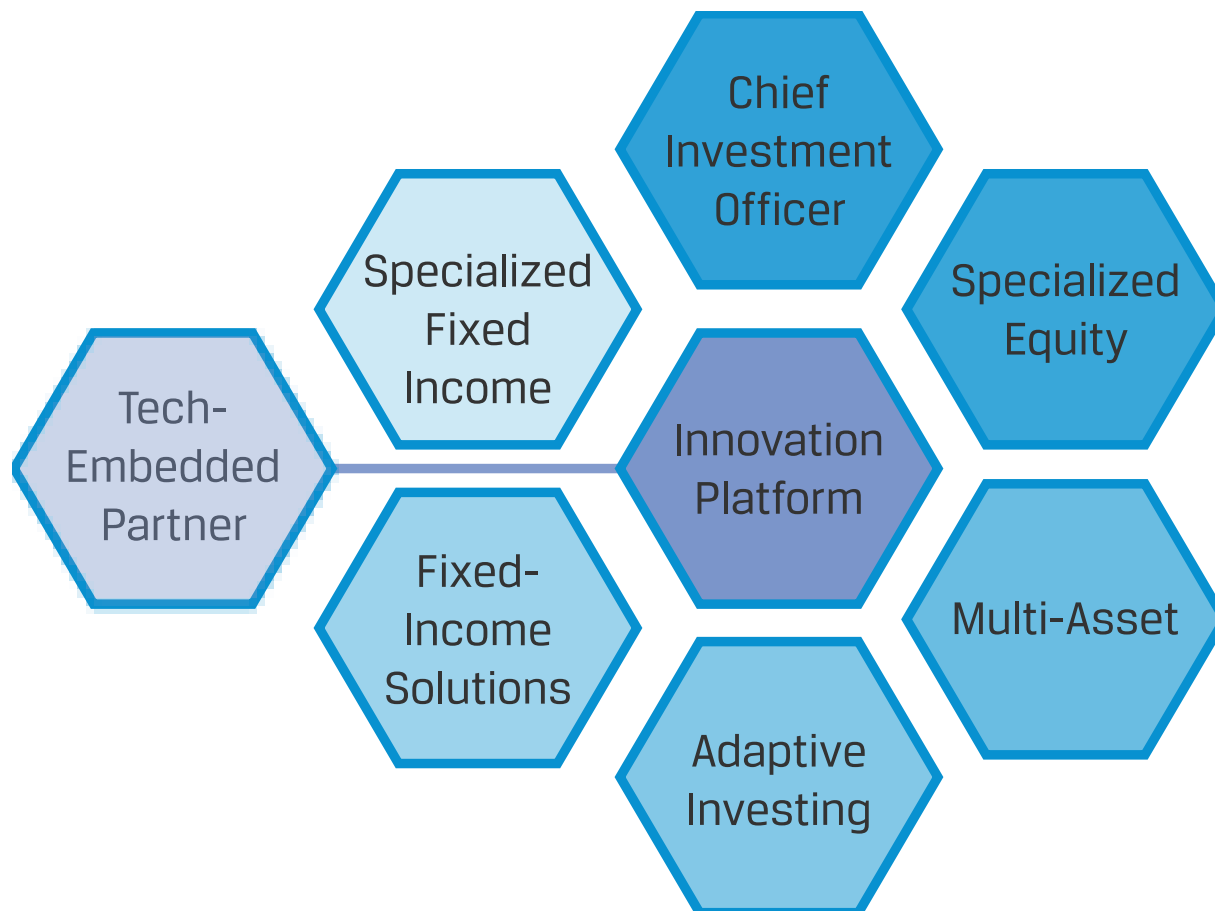 Chief
Investment
Officer
Specialized
Fixed
Income
Specialized
Equity
Tech-
Embedded
Partner
Innovation
Platform
Fixed-
Income
Solutions
Multi-Asset
Adaptive
Investing